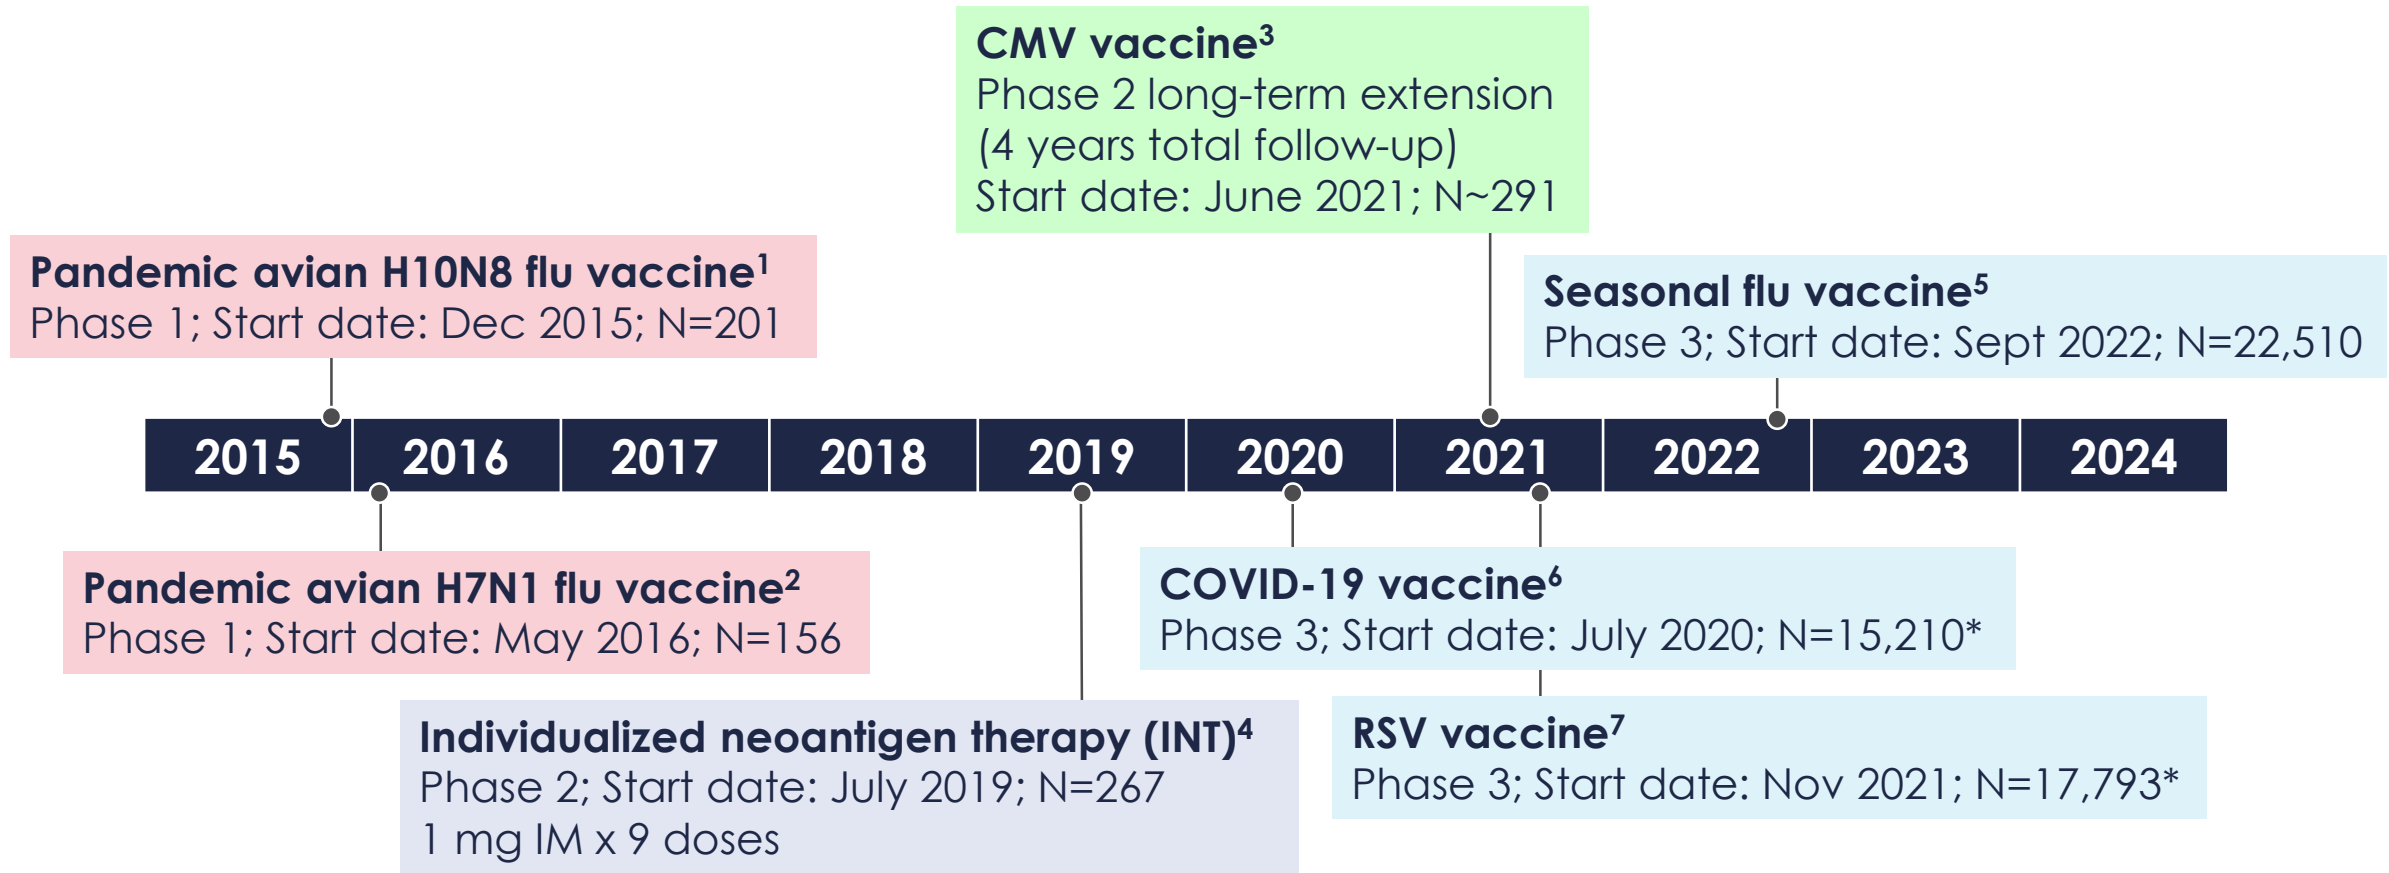 CMV vaccine³
Phase 2 long-term extension
(4 years total follow-up)
Start date: June 2021; N~291
Pandemic avian H10N8 flu vaccine¹
Phase 1; Start date: Dec 2015; N=201
Seasonal flu vaccine⁵
Phase 3; Start date: Sept 2022; N=22,510
2015 2016 2017 2018 2019 2020 2021 2022 2023 2024
Pandemic avian H7N1 flu vaccine²
Phase 1; Start date: May 2016; N=156
COVID-19 vaccine⁶
Phase 3; Start date: July 2020; N=15,210*
Individualized neoantigen therapy (INT)⁴
Phase 2; Start date: July 2019; N=267
1 mg IM x 9 doses
RSV vaccine⁷
Phase 3; Start date: Nov 2021; N=17,793*